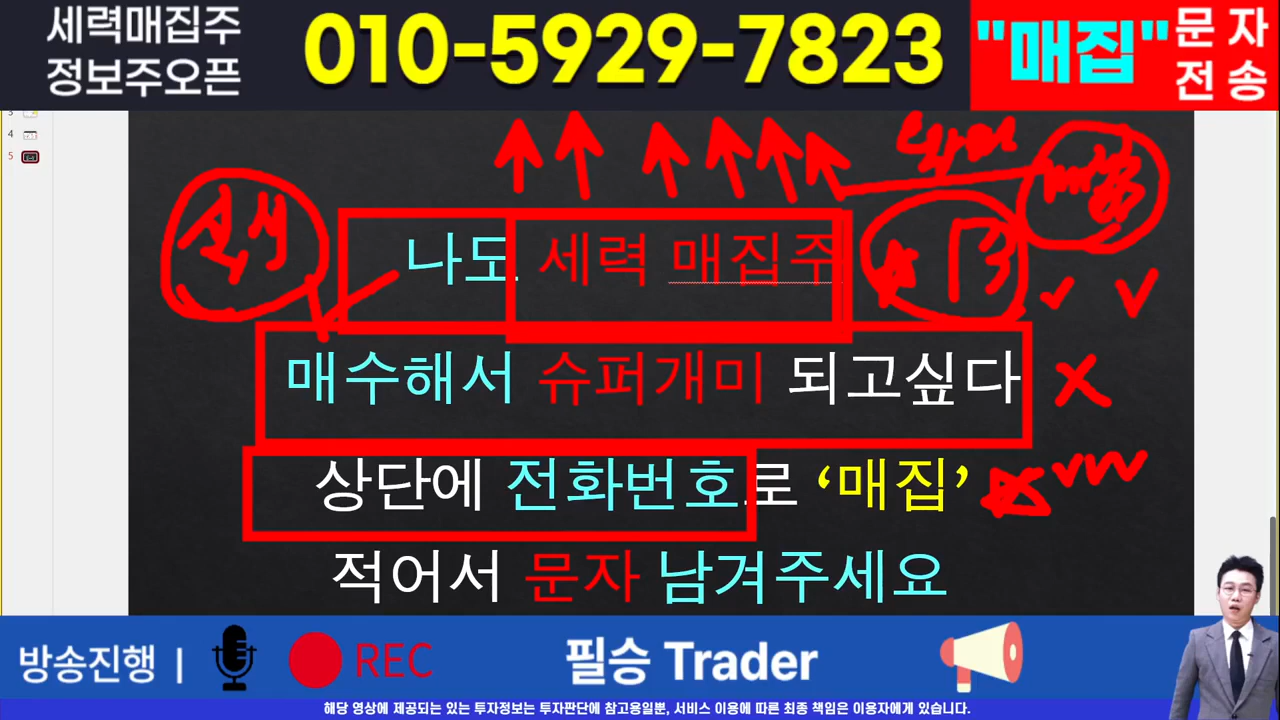 세력매집주
정보주오픈
010-5929-7823
"매집"
문자
전송
3
4
5
나도 세력 매집주
매수해서 슈퍼개미 되고싶다
상단에 전화번호로 ‘매집’
적어서 문자 남겨주세요
방송진행 |
REC
필승 Trader
해당 영상에 제공되는 있는 투자정보는 투자판단에 참고용일뿐, 서비스 이용에 따른 최종 책임은 이용자에게 있습니다.